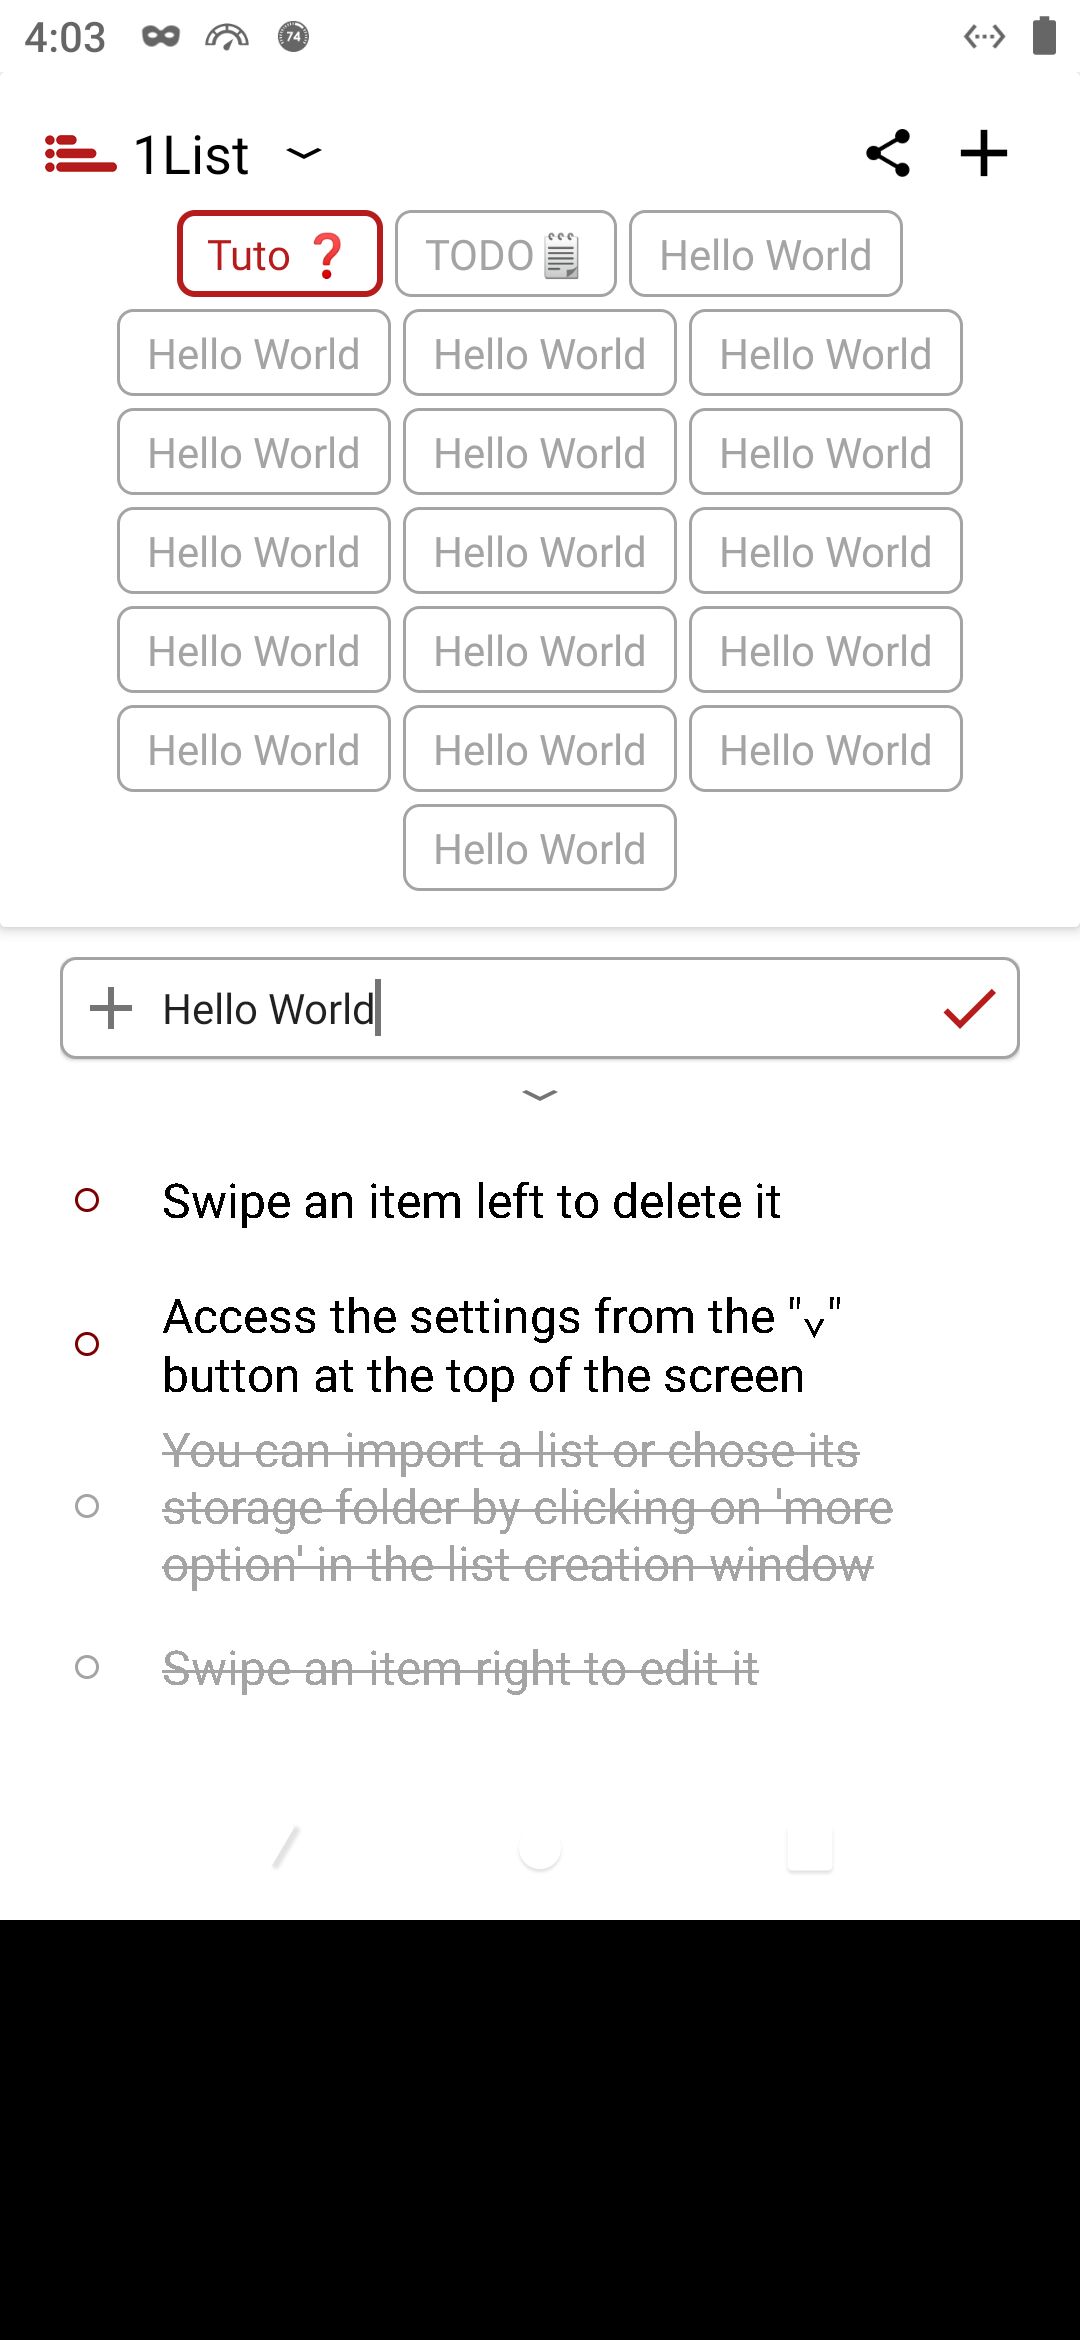 4:03 74
1List
Tuto ❓ TODO Hello World
Hello World Hello World Hello World
Hello World Hello World Hello World
Hello World Hello World Hello World
Hello World Hello World Hello World
Hello World Hello World Hello World
Hello World
Hello World
Swipe an item left to delete it
Access the settings from the "v"
button at the top of the screen
You can import a list or chose its
storage folder by clicking on 'more
option' in the list creation window
Swipe an item right to edit it